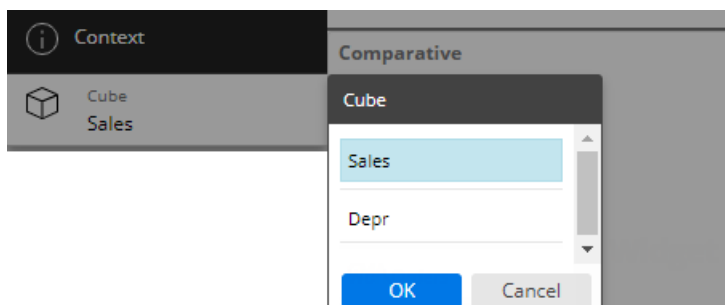 Context
Comparative
Cube
Sales
Cube
Sales
Depr
OK Cancel